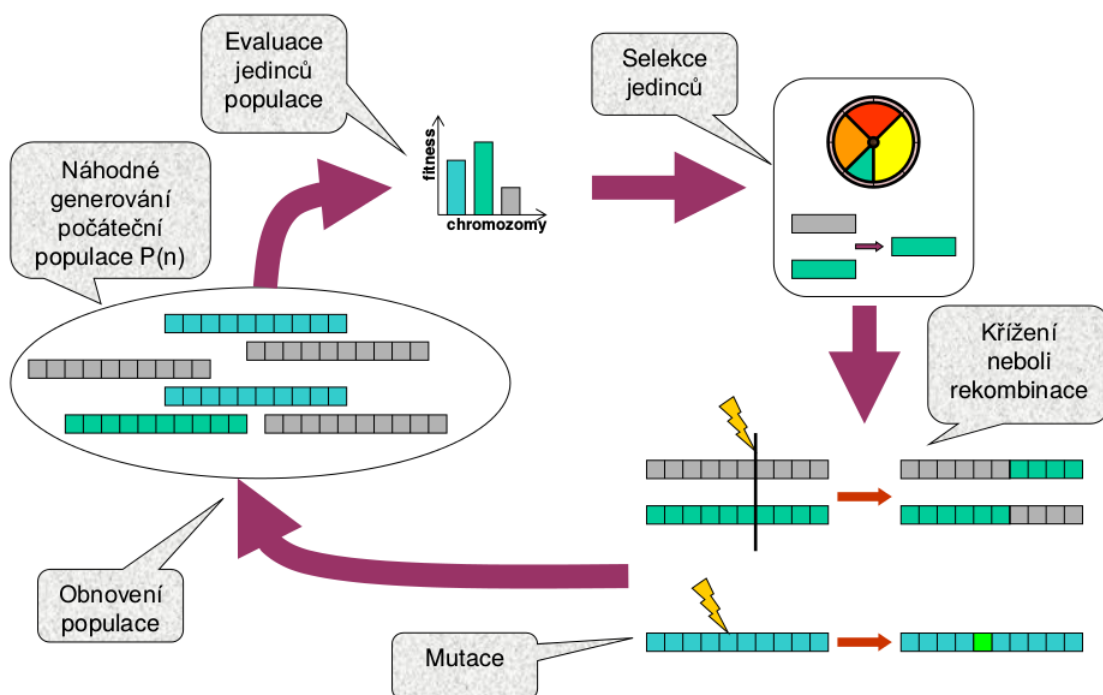 Evaluace
jedinců
populace
Selekce
jedinců
Náhodné
generování
počáteční
populace P(n)
fitness
chromozomy
Křížení
neboli
rekombinace
Obnovení
populace
Mutace